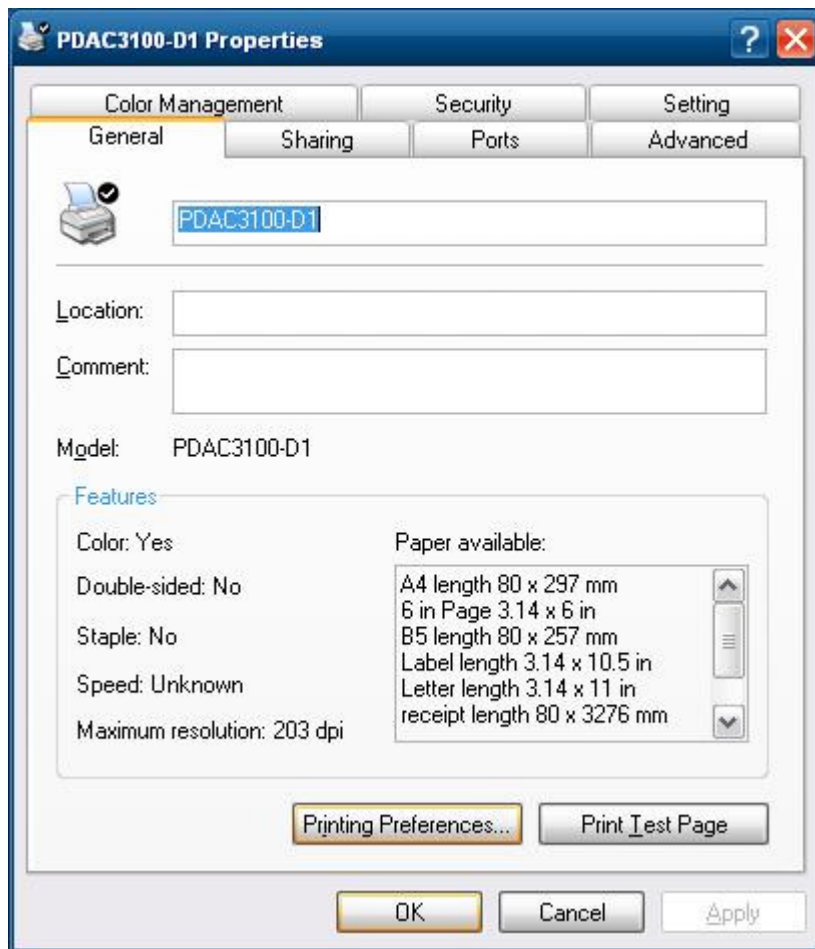 PDAC3100-D1 Properties
Color Management Security Setting
General Sharing Ports Advanced
PDAC3100-D1
Location:
Comment:
Model: PDAC3100-D1
Features
Color: Yes
Double-sided: No
Staple: No
Speed: Unknown
Maximum resolution: 203 dpi
Paper available:
A4 length 80 x 297 mm
6 in Page 3.14 x 6 in
B5 length 80 x 257 mm
Label length 3.14 x 10.5 in
Letter length 3.14 x 11 in
receipt length 80 x 3276 mm
Printing Preferences... Print Test Page
OK Cancel Apply